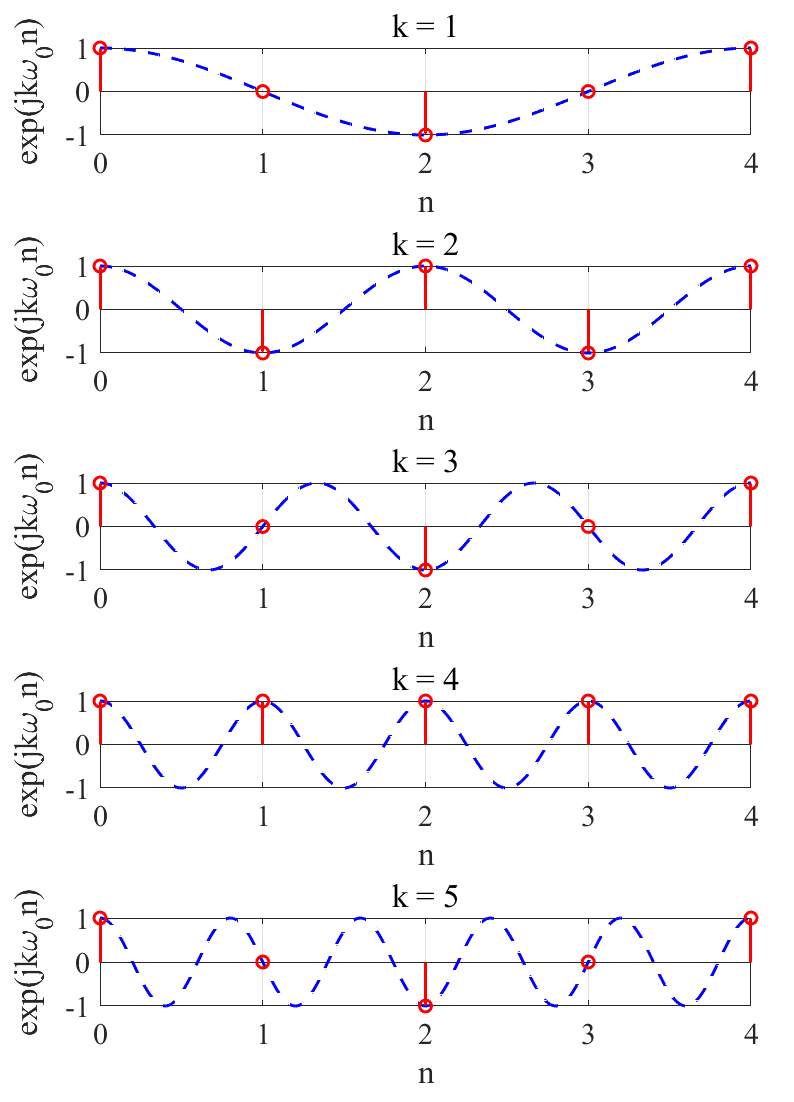 k = 1
exp(jkω₀n)
1
0
-1
0 1 2 3 4
n
k = 2
exp(jkω₀n)
1
0
-1
0 1 2 3 4
n
k = 3
exp(jkω₀n)
1
0
-1
0 1 2 3 4
n
k = 4
exp(jkω₀n)
1
0
-1
0 1 2 3 4
n
k = 5
exp(jkω₀n)
1
0
-1
0 1 2 3 4
n